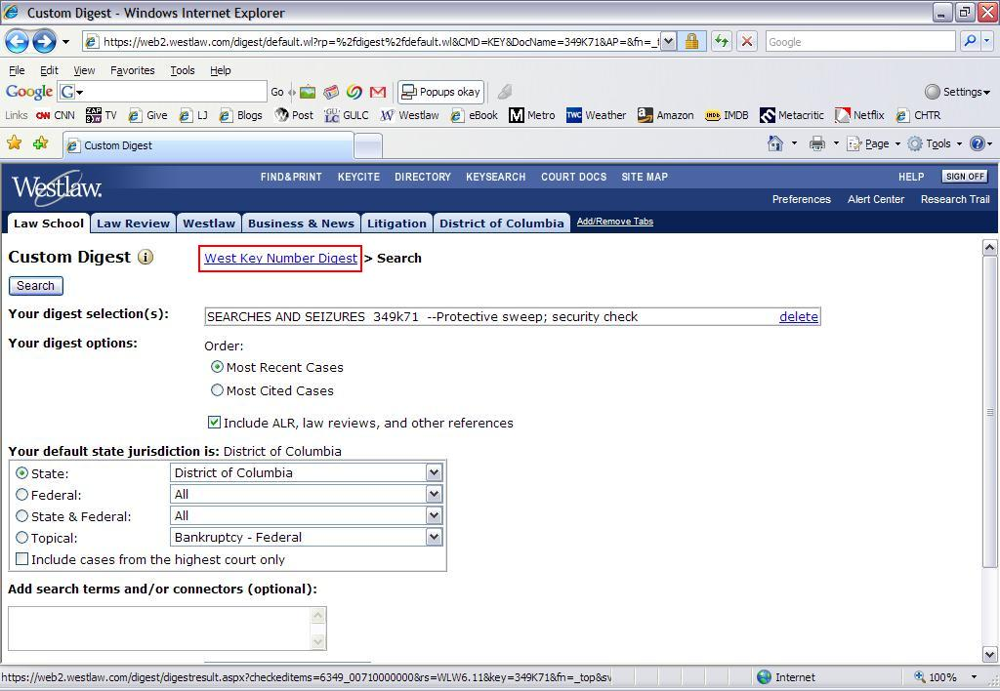 Custom Digest - Windows Internet Explorer
https://web2.westlaw.com/digest/default.wl?rp=%2fdigest%2fdefault.wl&CMD=KEY&DocName=349K71&AP=&fn=_ Google
File Edit View Favorites Tools Help
Google G Go Popups okay Settings
Links CNN TV Give LJ Blogs Post GULC Westlaw eBook Metro Weather Amazon IMDB Metacritic Netflix CHTR
Custom Digest Page Tools
FIND&PRINT KEYCITE DIRECTORY KEYSEARCH COURT DOCS SITE MAP HELP SIGN OFF
Westlaw.
Preferences Alert Center Research Trail
Law School Law Review Westlaw Business & News Litigation District of Columbia Add/Remove Tabs
Custom Digest i West Key Number Digest > Search
Search
Your digest selection(s): SEARCHES AND SEIZURES 349k71 --Protective sweep; security check delete
Your digest options: Order:
Most Recent Cases
Most Cited Cases
Include ALR, law reviews, and other references
Your default state jurisdiction is: District of Columbia
State: District of Columbia
Federal: All
State & Federal: All
Topical: Bankruptcy - Federal
Include cases from the highest court only
Add search terms and/or connectors (optional):
https://web2.westlaw.com/digest/digestresult.aspx?checkeditems=6349_00710000000&rs=WLW6.11&key=349K71&fn=_top&sv Internet 100%